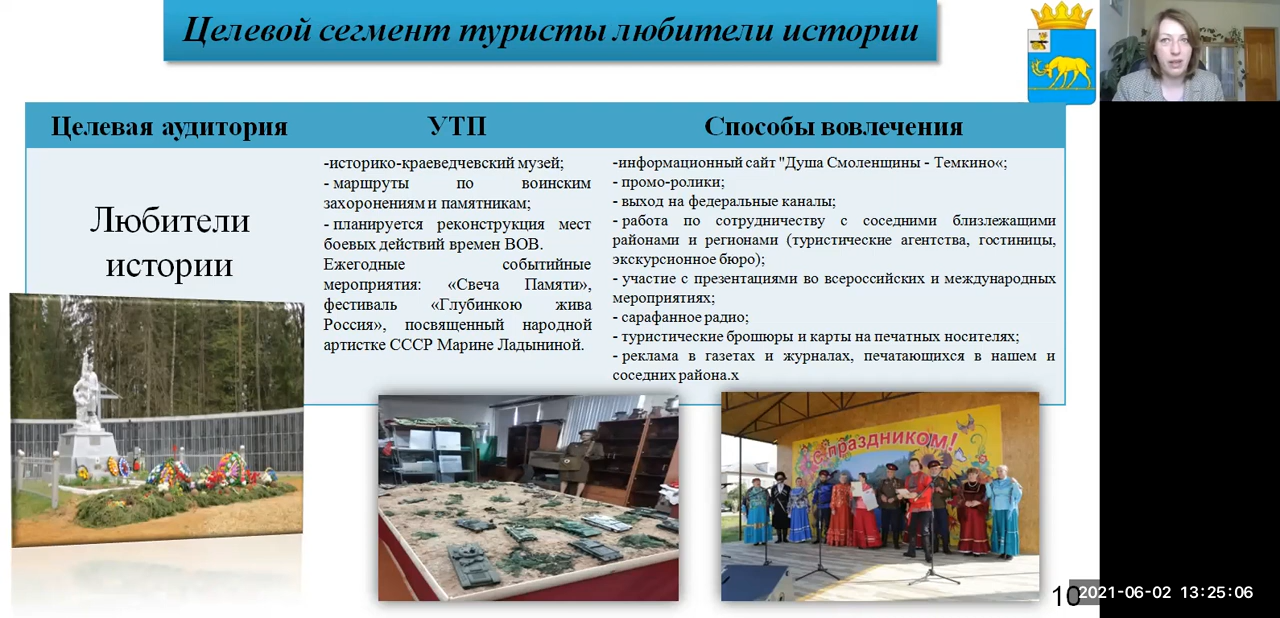 Целевой сегмент туристы любители истории
Целевая аудитория
УТП
Способы вовлечения
Любители
истории
-историко-краеведчевский музей;
- маршруты по воинским
захоронениям и памятникам;
- планируется реконструкция мест
боевых действий времен ВОВ.
Ежегодные событийные
мероприятия: «Свеча Памяти»,
фестиваль «Глубинкою жива
Россия», посвященный народной
артистке СССР Марине Ладыниной.
-информационный сайт "Душа Смоленщины - Темкино«;
- промо-ролики;
- выход на федеральные каналы;
- работа по сотрудничеству с соседними близлежащими
районами и регионами (туристические агентства, гостиницы,
экскурсионное бюро);
- участие с презентациями во всероссийских и международных
мероприятиях;
- сарафанное радио;
- туристические брошюры и карты на печатных носителях;
- реклама в газетах и журналах, печатающихся в нашем и
соседних района.х
с праздником!
10
2021-06-02 13:25:06